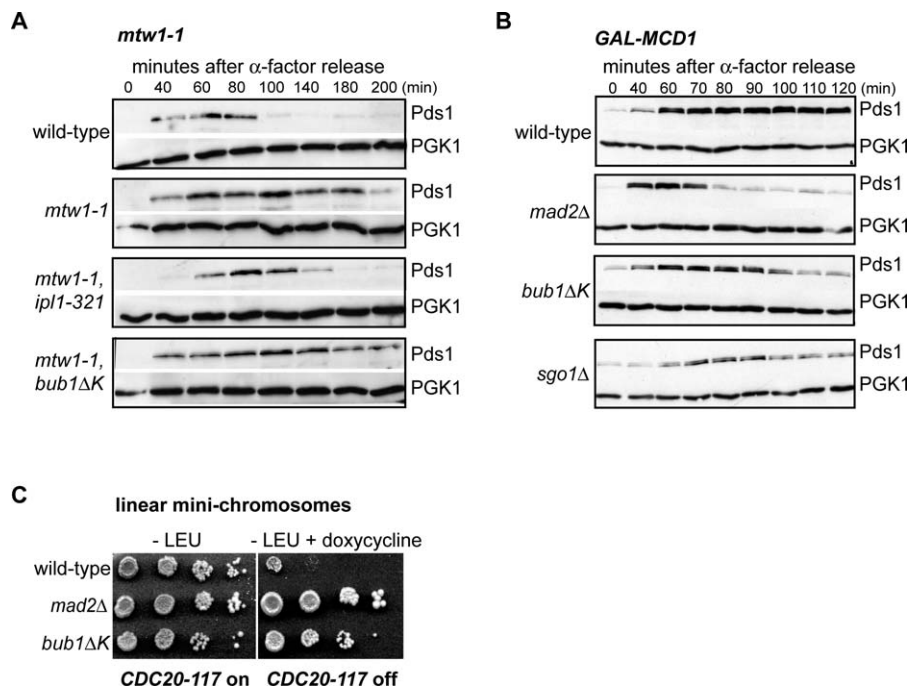 A
mtw1-1
minutes after α-factor release
0 40 60 80 100 140 180 200 (min)
wild-type
Pds1
PGK1
mtw1-1
Pds1
PGK1
mtw1-1,
ipl1-321
Pds1
PGK1
mtw1-1,
bub1ΔK
Pds1
PGK1
B
GAL-MCD1
minutes after α-factor release
0 40 60 70 80 90 100 110 120 (min)
wild-type
Pds1
PGK1
mad2Δ
Pds1
PGK1
bub1ΔK
Pds1
PGK1
sgo1Δ
Pds1
PGK1
C
linear mini-chromosomes
- LEU - LEU + doxycycline
wild-type
mad2Δ
bub1ΔK
CDC20-117 on CDC20-117 off